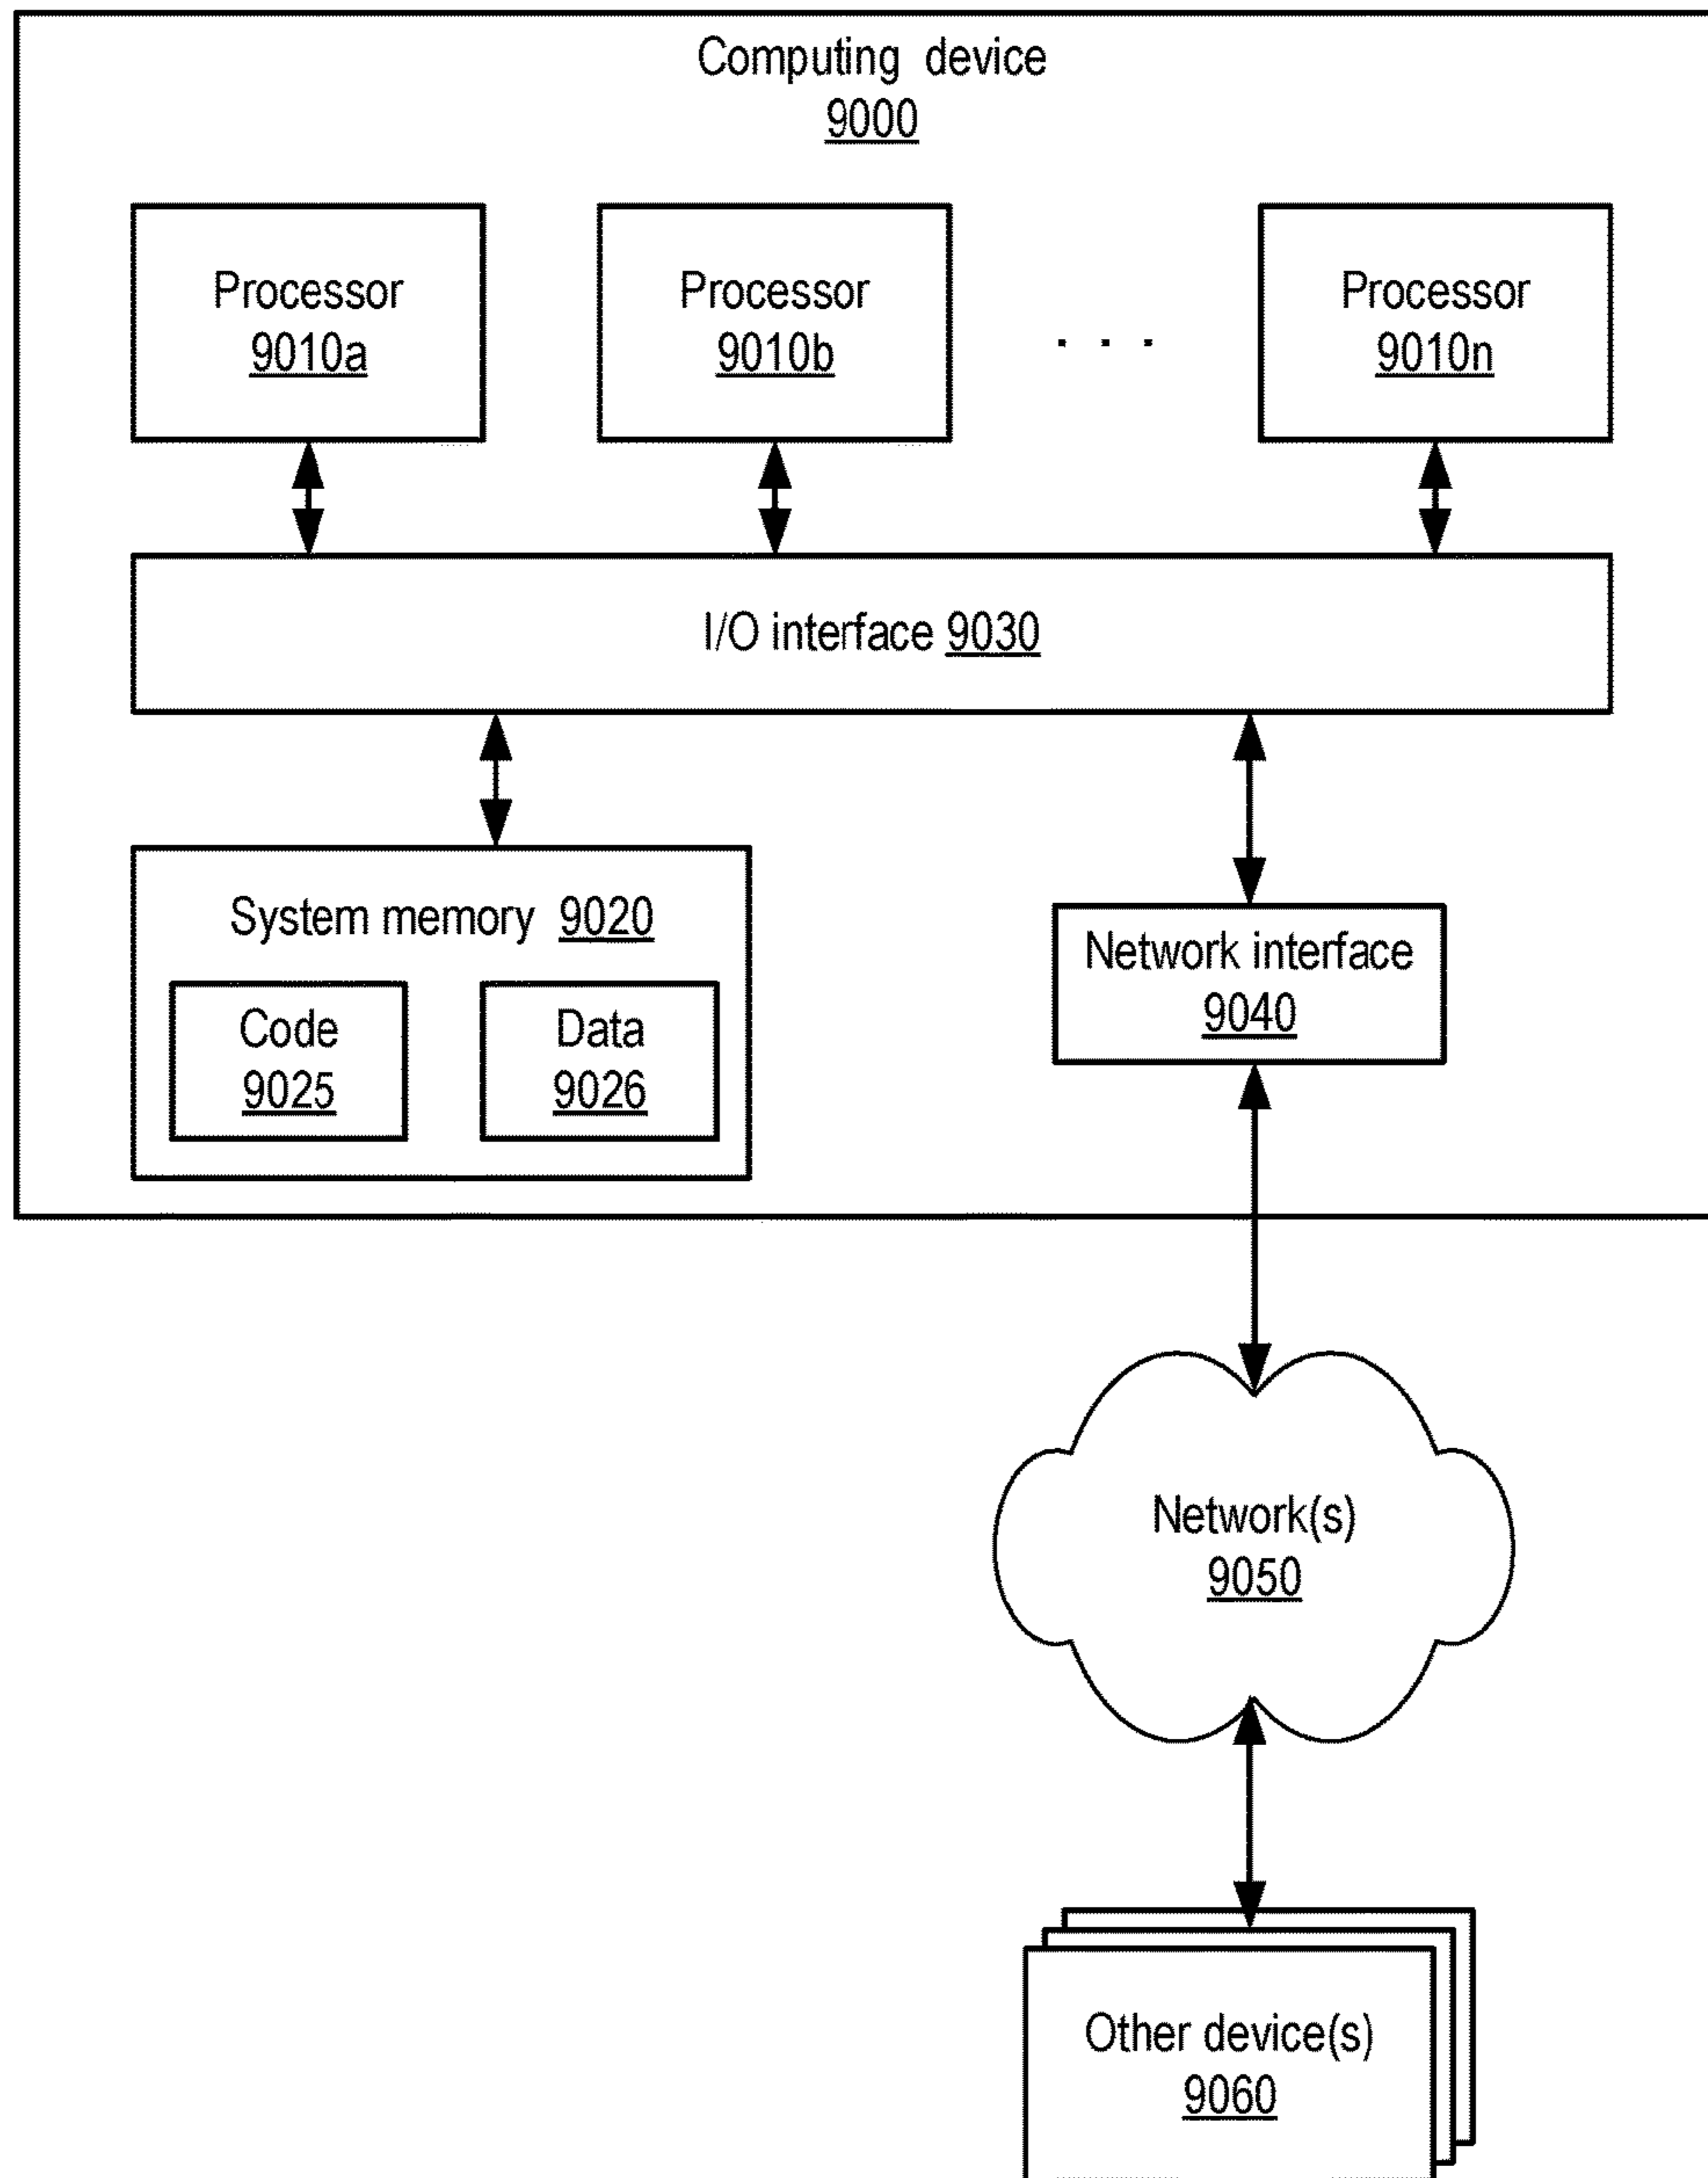 Computing device
9000
Processor
9010a
Processor
9010b
. . .
Processor
9010n
I/O interface 9030
System memory 9020
Code
9025
Data
9026
Network interface
9040
Network(s)
9050
Other device(s)
9060